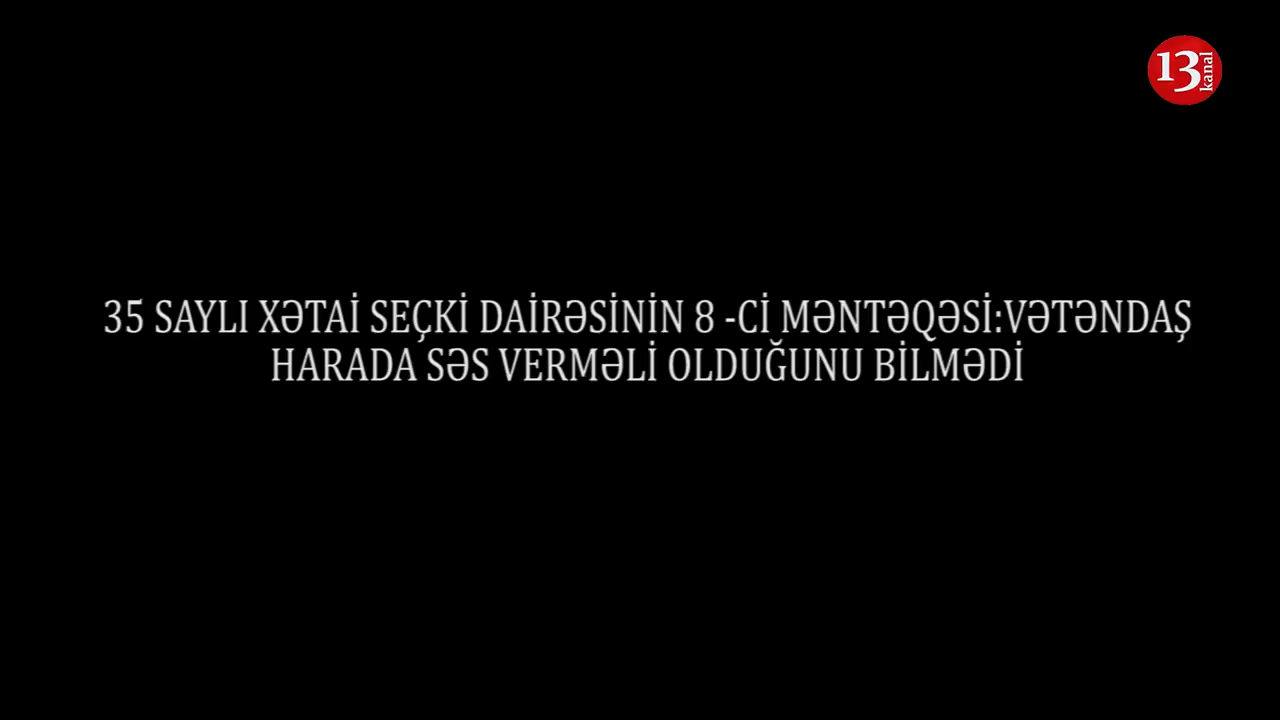 13 kanal
35 SAYLI XƏTAİ SEÇKİ DAİRƏSİNİN 8 -Cİ MƏNTƏQƏSİ:VƏTƏNDAŞ
HARADA SƏS VERMƏLİ OLDUĞUNU BİLMƏDİ